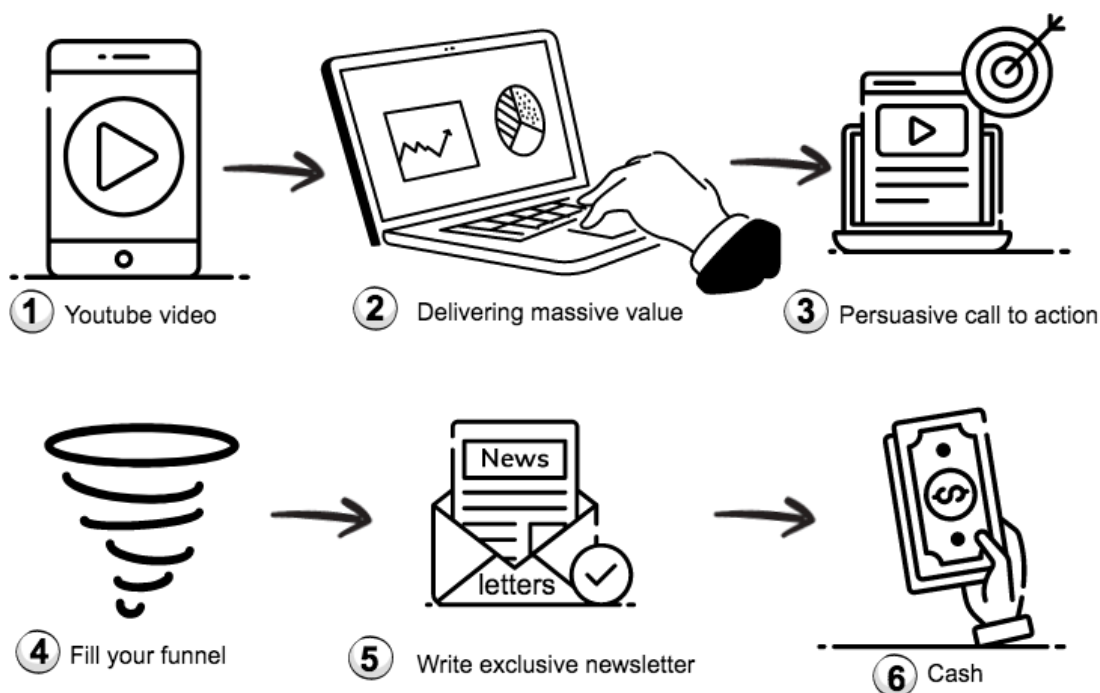 1 Youtube video
2 Delivering massive value
3 Persuasive call to action
News
letters
$
4 Fill your funnel
5 Write exclusive newsletter
6 Cash